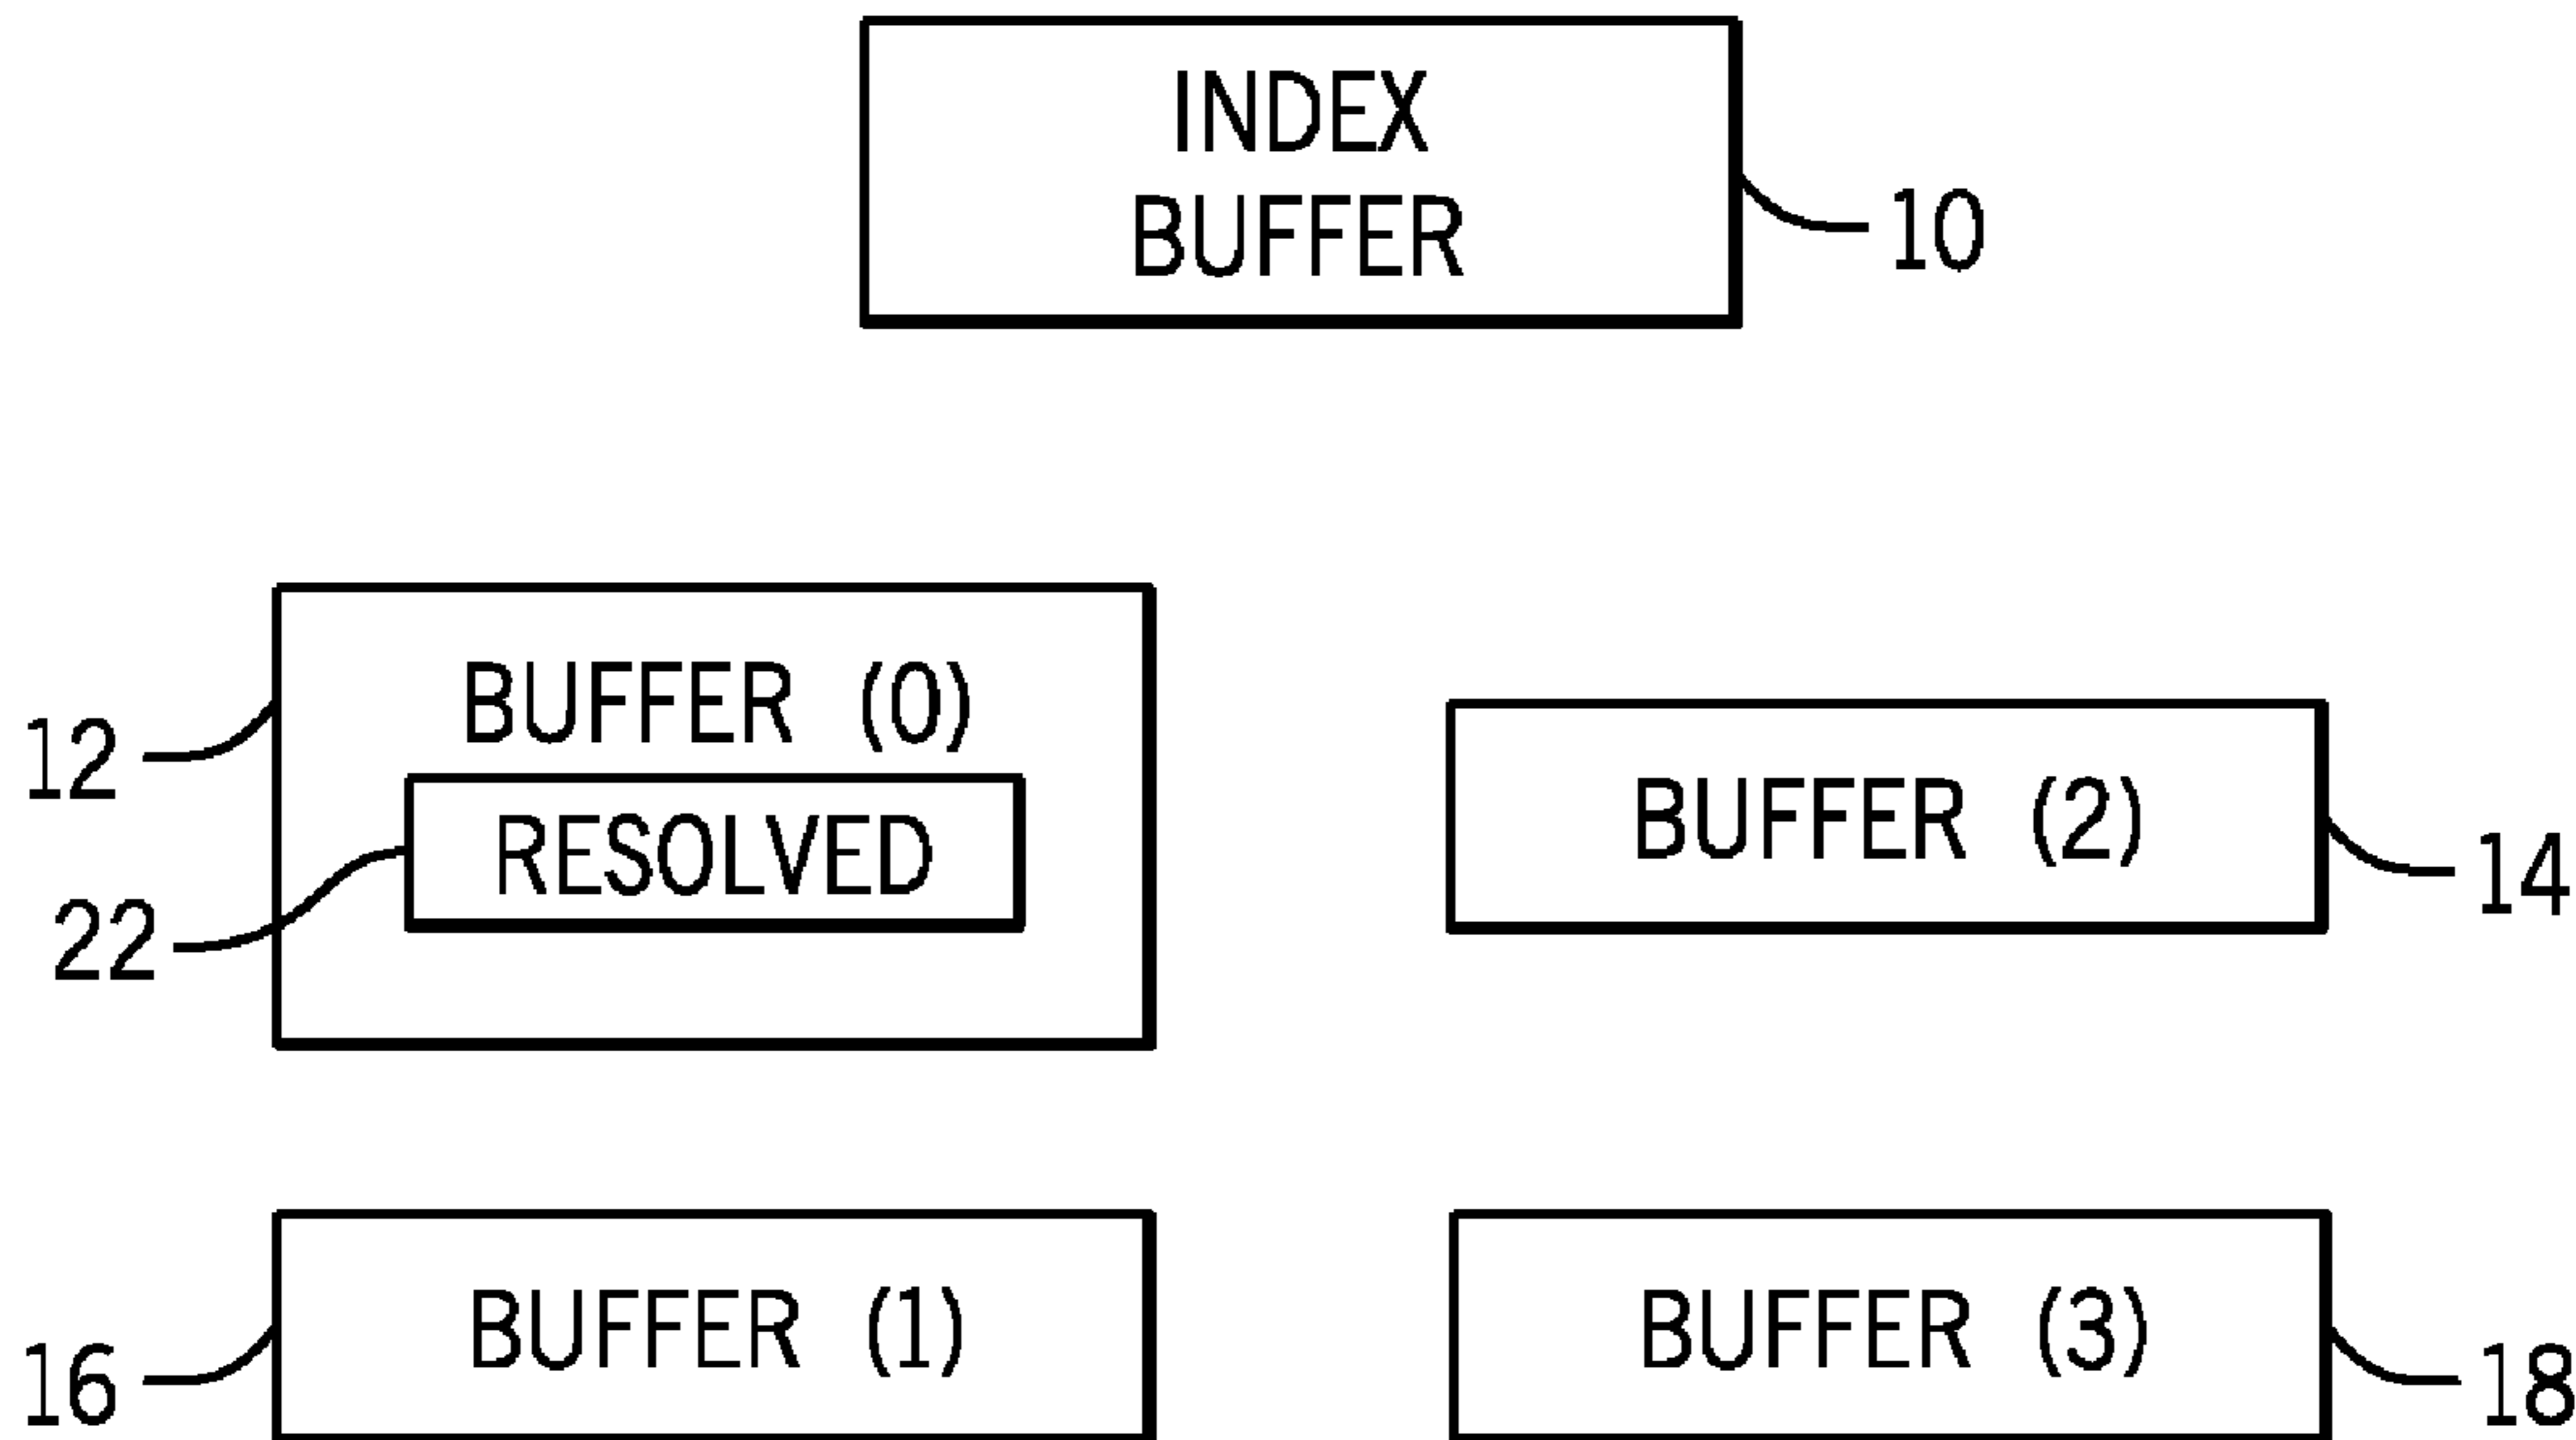 INDEX
BUFFER
10
BUFFER (0)
12
RESOLVED
22
BUFFER (2)
14
BUFFER (1)
16
BUFFER (3)
18